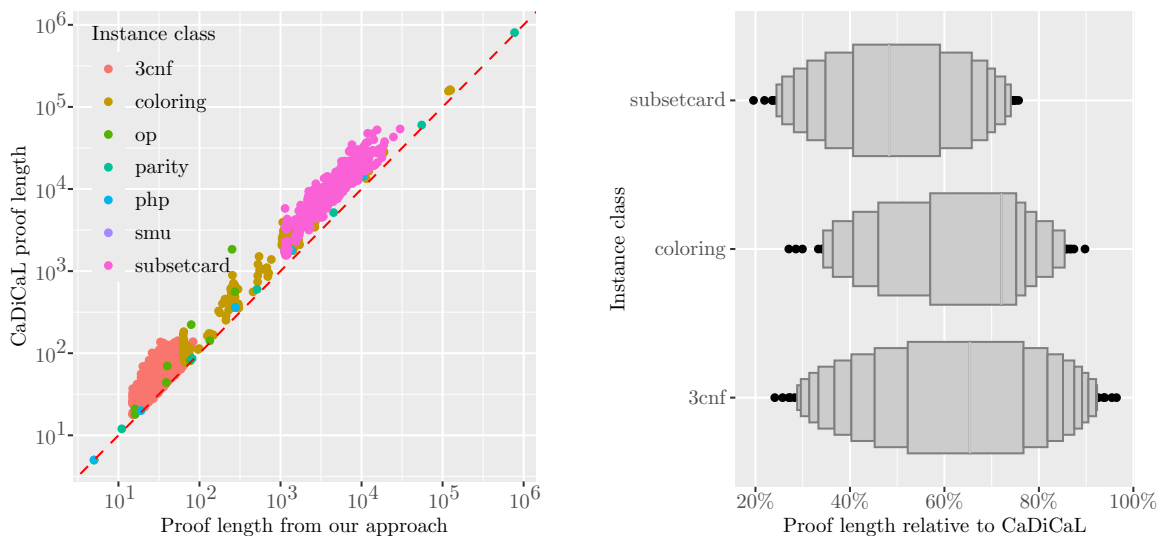 Instance class
3cnf
coloring
op
parity
php
smu
subsetcard
CaDiCaL proof length
10^6
10^5
10^4
10^3
10^2
10^1
10^1 10^2 10^3 10^4 10^5 10^6
Proof length from our approach
Instance class
subsetcard
coloring
3cnf
20% 40% 60% 80% 100%
Proof length relative to CaDiCaL